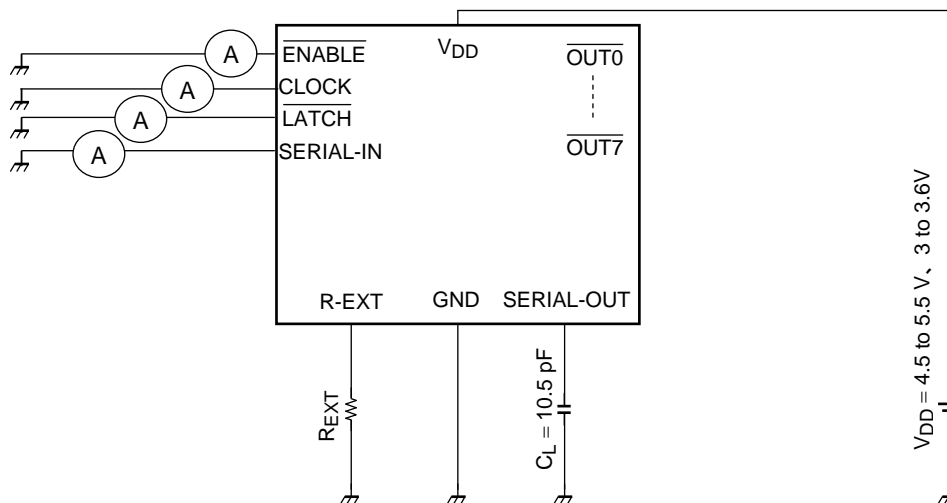 A
A
A
A
ENABLE
CLOCK
LATCH
SERIAL-IN
VDD
OUT0
OUT7
R-EXT
GND
SERIAL-OUT
REXT
CL = 10.5 pF
VDD = 4.5 to 5.5 V、3 to 3.6V